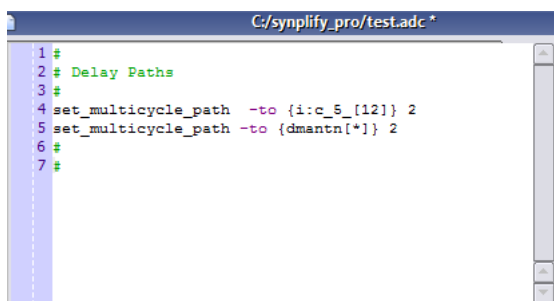 C:/synplify_pro/test.adc *
1 #
2 # Delay Paths
3 #
4 set_multicycle_path  -to {i:c_5_[12]} 2
5 set_multicycle_path -to {dmantn[*]} 2
6 #
7 #